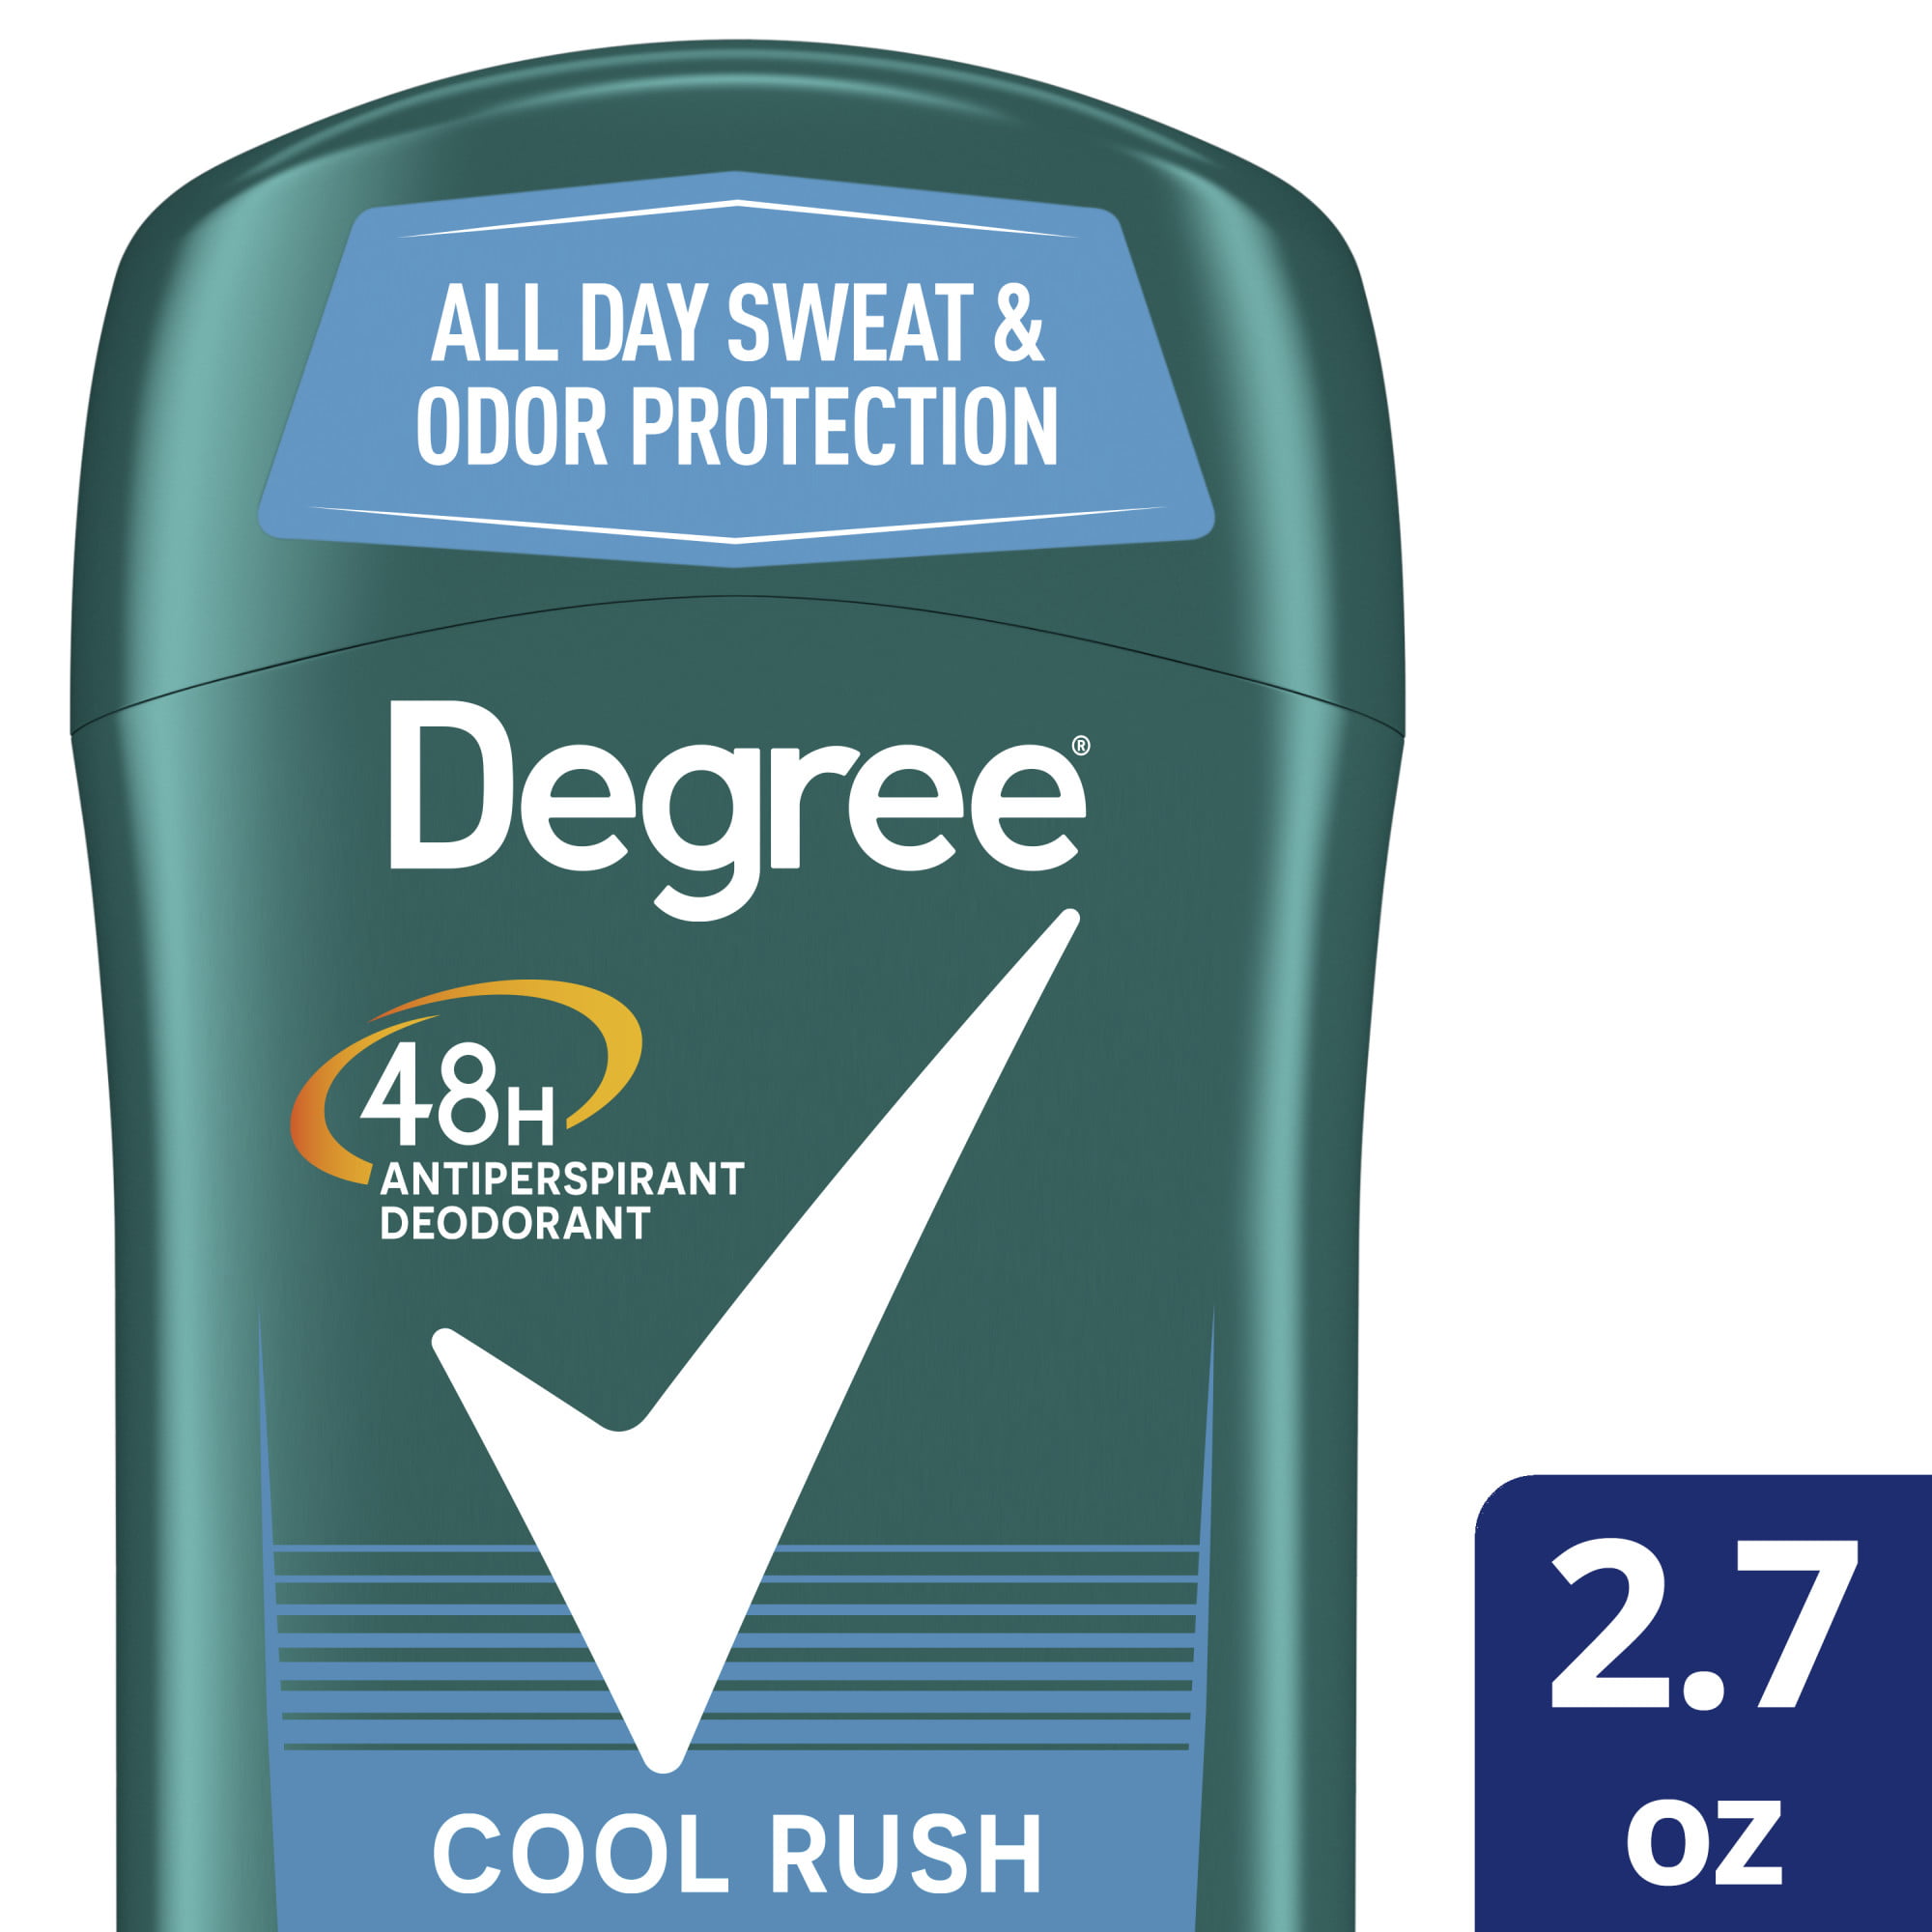 ALL DAY SWEAT &
ODOR PROTECTION
Degree®
48H
ANTIPERSPIRANT
DEODORANT
COOL RUSH
2.7
oz